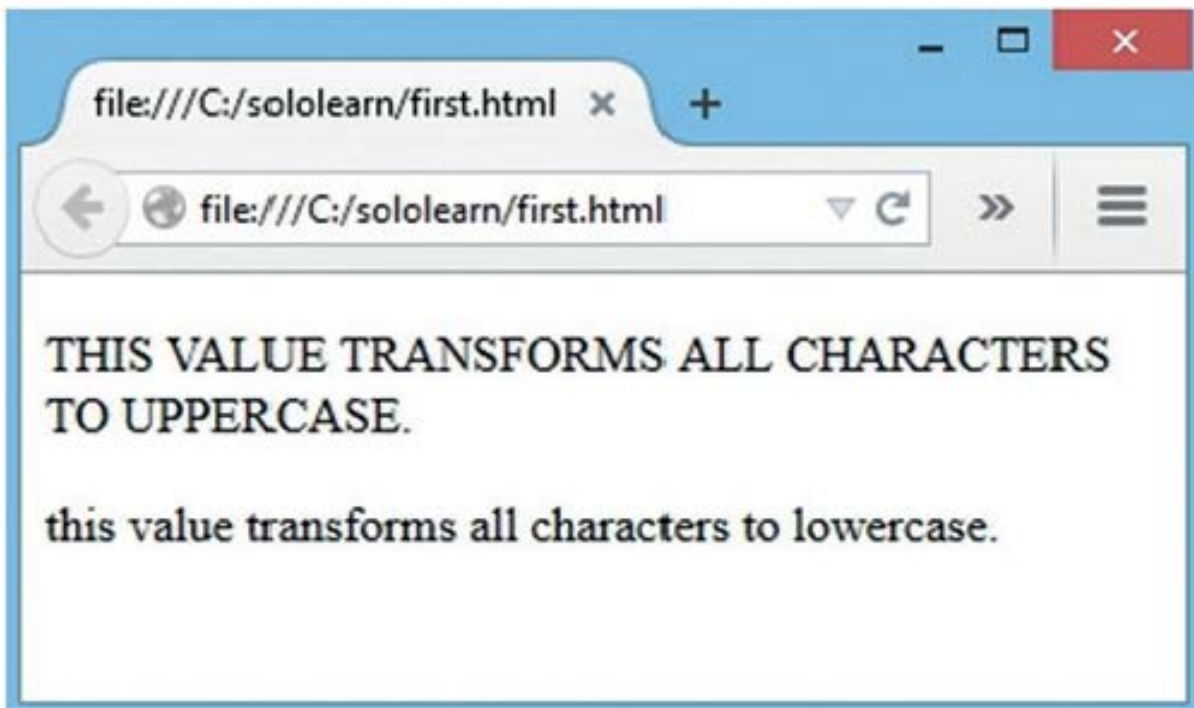 file:///C:/sololearn/first.html
file:///C:/sololearn/first.html
THIS VALUE TRANSFORMS ALL CHARACTERS
TO UPPERCASE.
this value transforms all characters to lowercase.